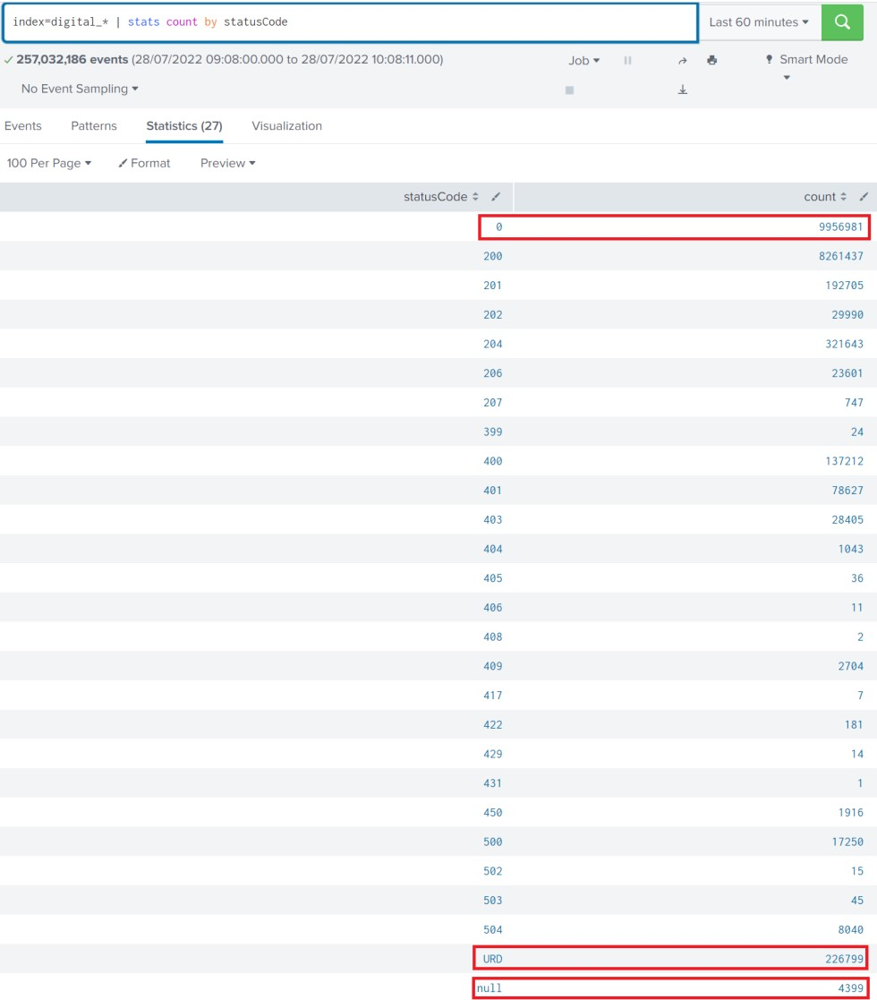 index=digital_* | stats count by statusCode
Last 60 minutes
257,032,186 events (28/07/2022 09:08:00.000 to 28/07/2022 10:08:11.000)
Job
Smart Mode
No Event Sampling
Events Patterns Statistics (27) Visualization
100 Per Page Format Preview
statusCode count
0 9956981
200 8261437
201 192705
202 29990
204 321643
206 23601
207 747
399 24
400 137212
401 78627
403 28405
404 1043
405 36
406 11
408 2
409 2704
417 7
422 181
429 14
431 1
450 1916
500 17250
502 15
503 45
504 8040
URD 226799
null 4399